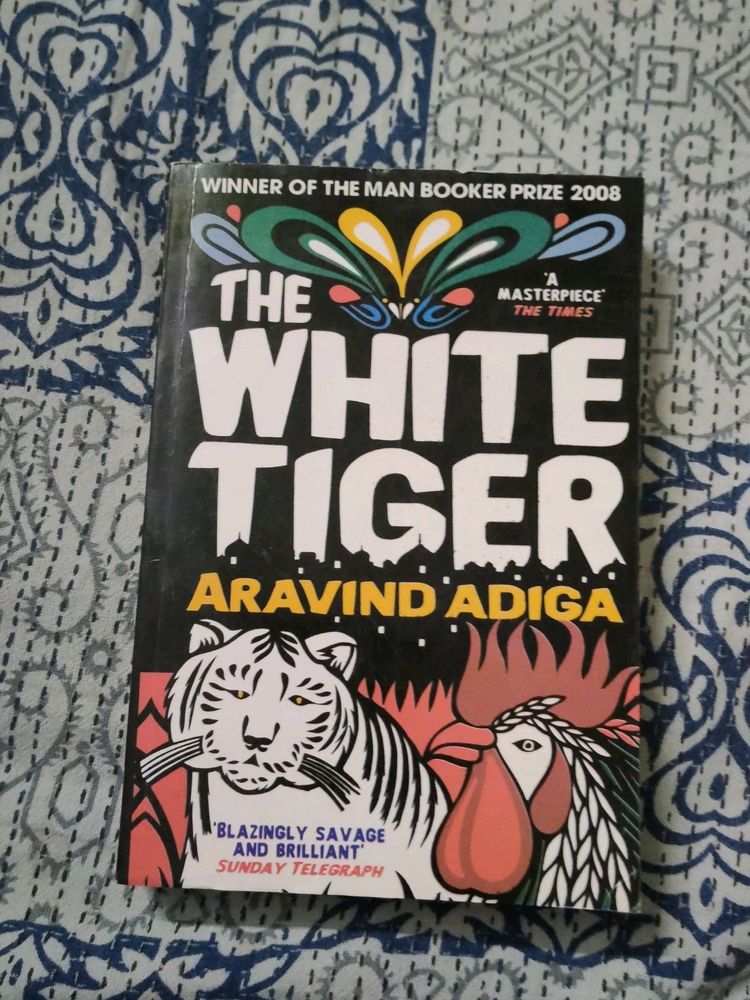 WINNER OF THE MAN BOOKER PRIZE 2008
'A
MASTERPIECE'
THE TIMES
THE
WHITE
TIGER
ARAVIND ADIGA
'BLAZINGLY SAVAGE
AND BRILLIANT'
SUNDAY TELEGRAPH